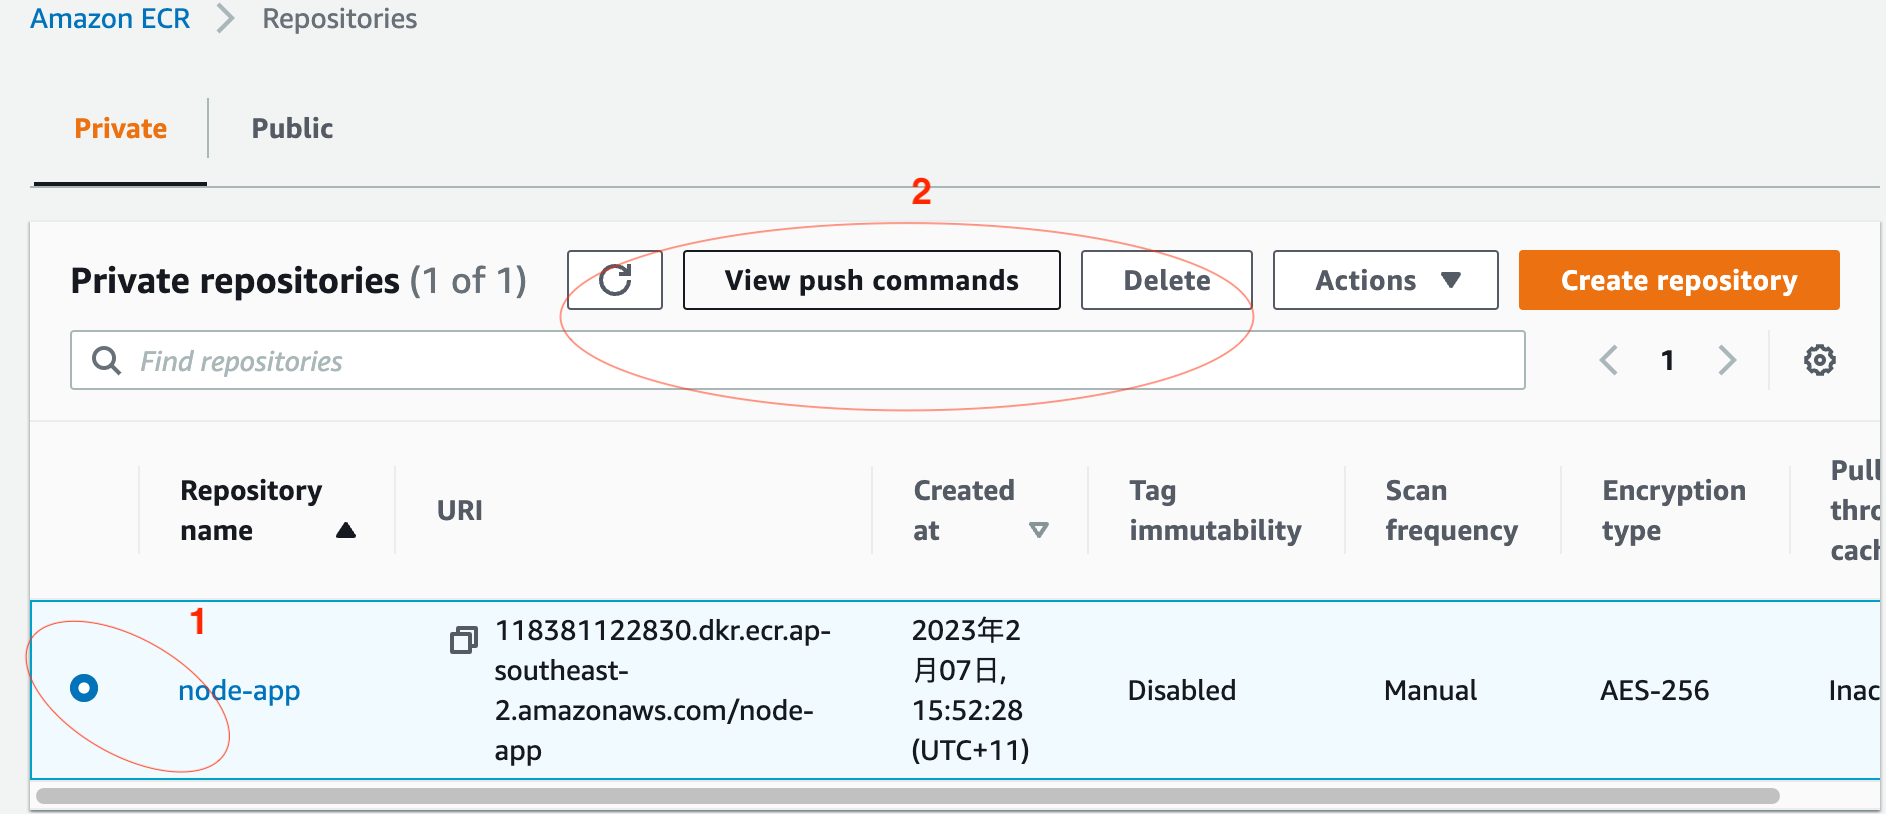 Amazon ECR > Repositories
Private
Public
2
Private repositories (1 of 1)
View push commands
Delete
Actions
Create repository
Find repositories
1
Repository
name
URI
Created
at
Tag
immutability
Scan
frequency
Encryption
type
Pull
thro
cach
1
node-app
118381122830.dkr.ecr.ap-
southeast-
2.amazonaws.com/node-
app
2023年2
月07日,
15:52:28
(UTC+11)
Disabled
Manual
AES-256
Inac